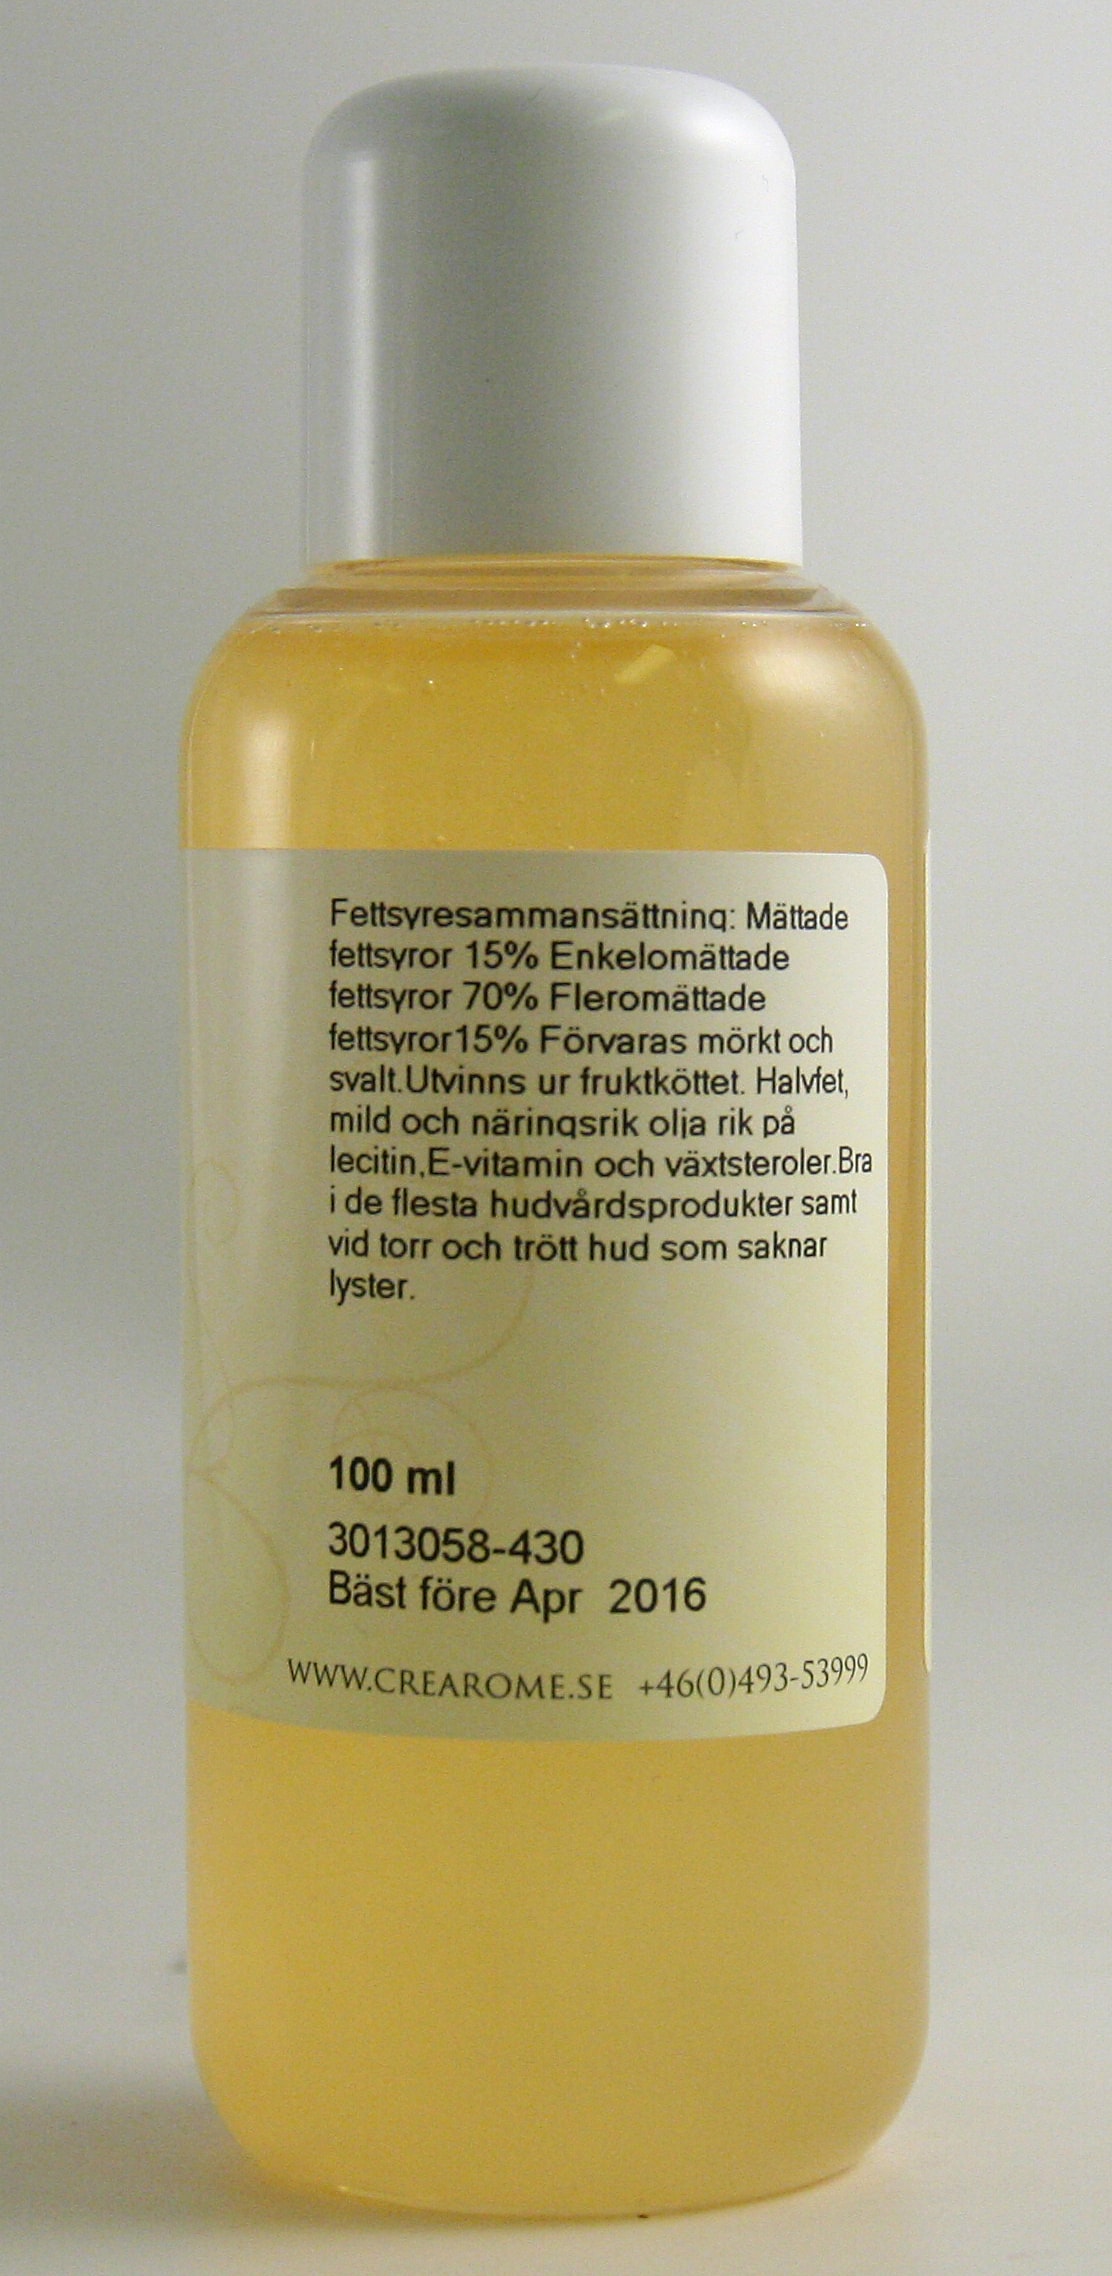 Fettsyresammansättning: Mättade
fettsyror 15% Enkelomättade
fettsyror 70% Fleromättade
fettsyror15% Förvaras mörkt och
svalt.Utvinns ur fruktköttet. Halvfet,
mild och näringsrik olja rik på
lecitin,E-vitamin och växtsteroler.Bra
i de flesta hudvårdsprodukter samt
vid torr och trött hud som saknar
lyster.
100 ml
3013058-430
Bäst före Apr 2016
WWW.CREAROME.SE +46(0)493-53999